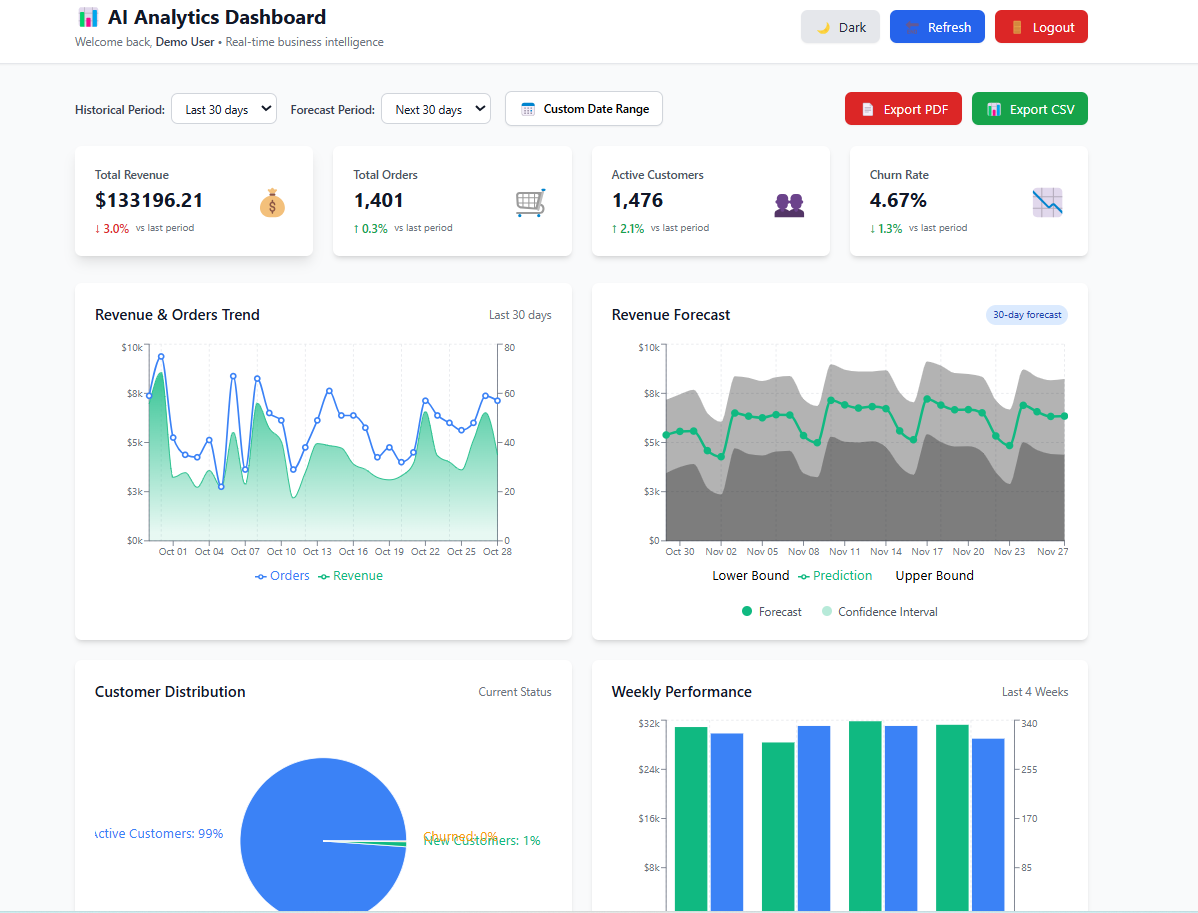 📊 AI Analytics Dashboard
Welcome back, Demo User • Real-time business intelligence
🌙 Dark
Refresh
🚪 Logout
Historical Period: Last 30 days
Forecast Period: Next 30 days
📅 Custom Date Range
📄 Export PDF
📊 Export CSV
Total Revenue
$133196.21
↓ 3.0% vs last period
Total Orders
1,401
↑ 0.3% vs last period
Active Customers
1,476
↑ 2.1% vs last period
Churn Rate
4.67%
↓ 1.3% vs last period
Revenue & Orders Trend
Last 30 days
$10k
$8k
$5k
$3k
$0k
80
60
40
20
0
Oct 01 Oct 04 Oct 07 Oct 10 Oct 13 Oct 16 Oct 19 Oct 22 Oct 25 Oct 28
Orders Revenue
Revenue Forecast
30-day forecast
$10k
$8k
$5k
$3k
$0
Oct 30 Nov 02 Nov 05 Nov 08 Nov 11 Nov 14 Nov 17 Nov 20 Nov 23 Nov 27
Lower Bound Prediction Upper Bound
Forecast Confidence Interval
Customer Distribution
Current Status
ctive Customers: 99%
Churned: 0%
New Customers: 1%
Weekly Performance
Last 4 Weeks
$32k
$24k
$16k
$8k
340
255
170
85